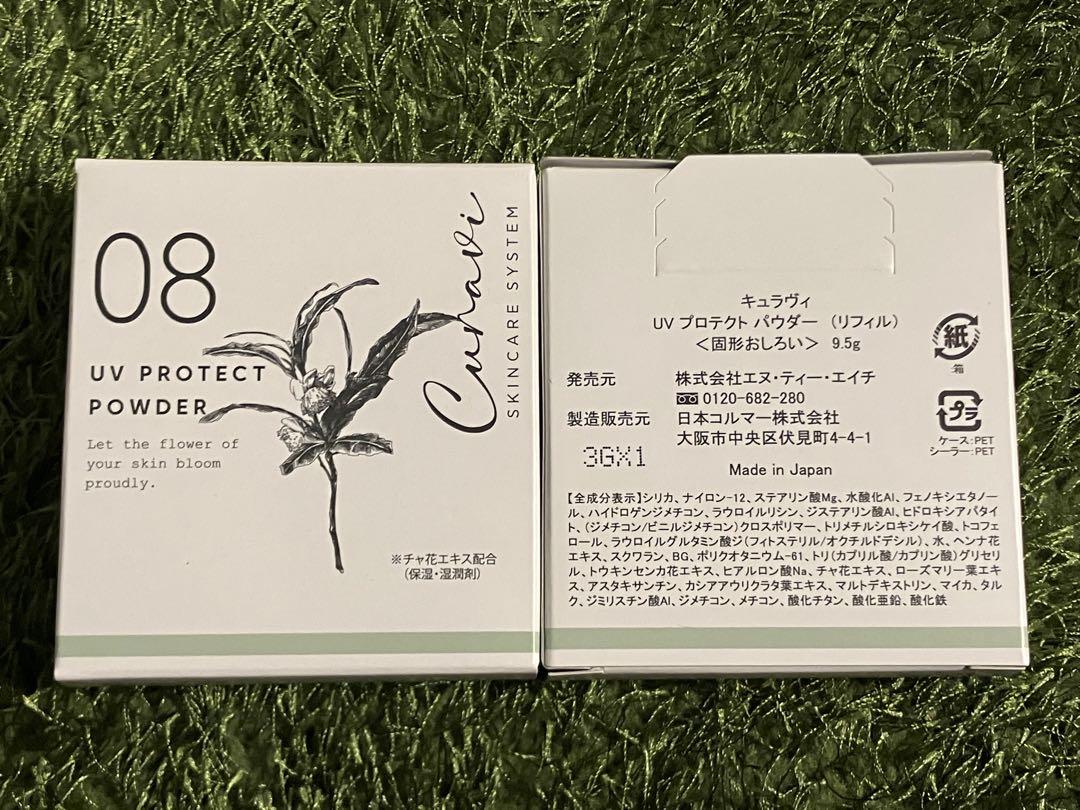 08
UV PROTECT
POWDER
Let the flower of
your skin bloom
proudly.
Curavi
SKINCARE SYSTEM
※チャ花エキス配合
（保湿・湿潤剤）
キュラヴィ
UV プロテクト パウダー （リフィル）
＜固形おしろい＞ 9.5g
発売元 株式会社エヌ・ティー・エイチ
0120-682-280
製造販売元 日本コルマー株式会社
大阪市中央区伏見町4-4-1
3GX1
Made in Japan
紙
箱
プラ
ケース:PET
シーラー:PET
【全成分表示】シリカ、ナイロン-12、ステアリン酸Mg、水酸化Al、フェノキシエタノー
ル、ハイドロゲンジメチコン、ラウロイルリシン、ジステアリン酸Al、ヒドロキシアパタイ
ト、（ジメチコン/ビニルジメチコン）クロスポリマー、トリメチルシロキシケイ酸、トコフェ
ロール、ラウロイルグルタミン酸ジ（フィトステリル/オクチルドデシル）、水、ヘンナ花
エキス、スクワラン、BG、ポリクオタニウム-61、トリ（カプリル酸/カプリン酸）グリセリ
ル、トウキンセンカ花エキス、ヒアルロン酸Na、チャ花エキス、ローズマリー葉エキ
ス、アスタキサンチン、カシアアウリクラタ葉エキス、マルトデキストリン、マイカ、タル
ク、ジミリスチン酸Al、ジメチコン、メチコン、酸化チタン、酸化亜鉛、酸化鉄